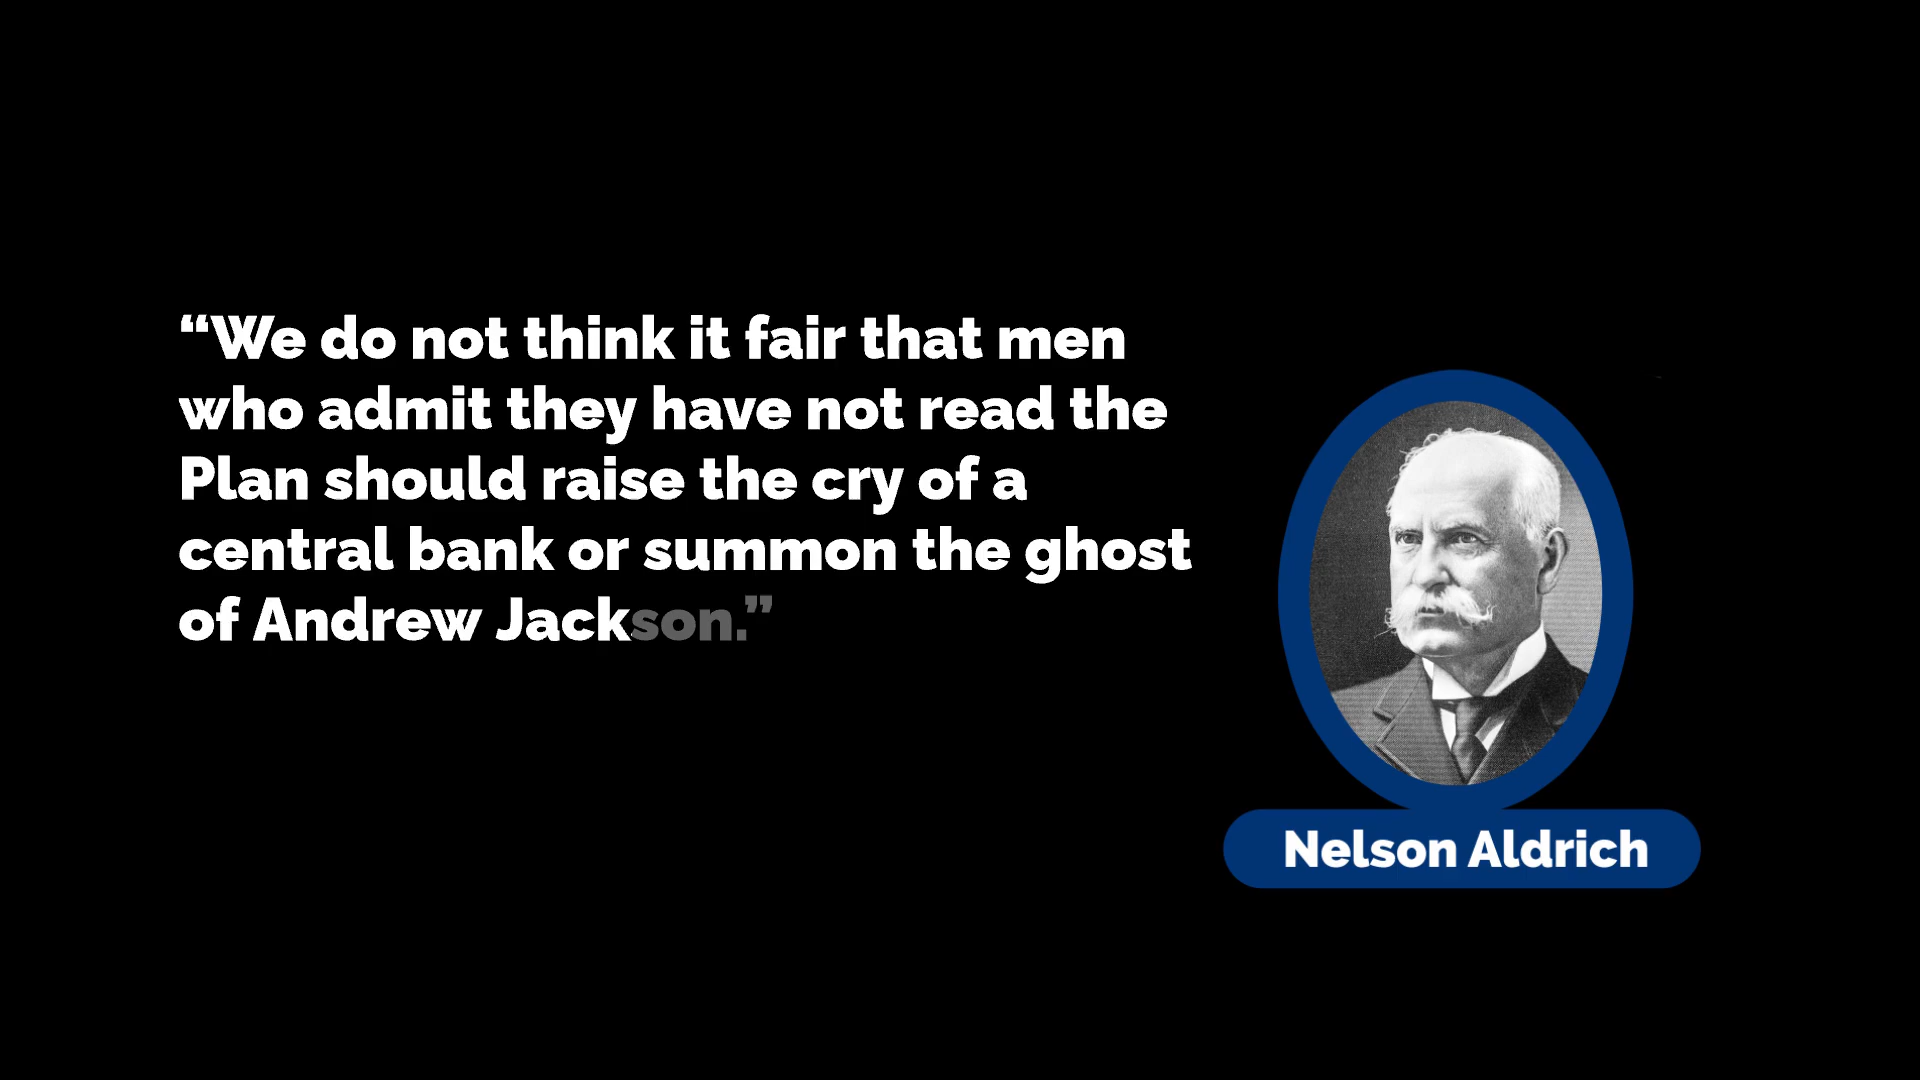 “We do not think it fair that men
who admit they have not read the
Plan should raise the cry of a
central bank or summon the ghost
of Andrew Jackson.”
Nelson Aldrich